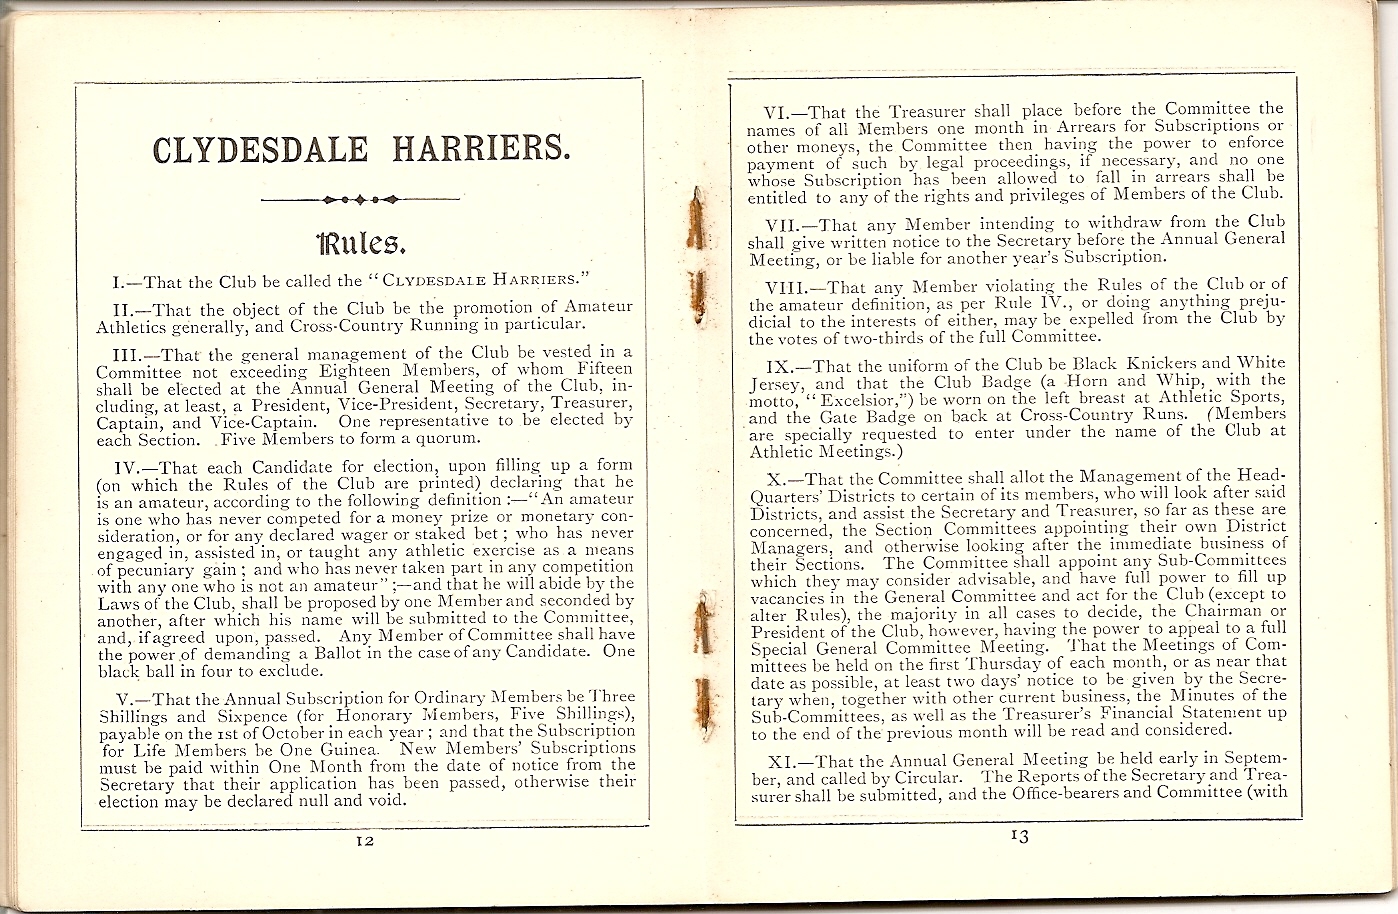 CLYDESDALE HARRIERS.
Rules.
I.—That the Club be called the "CLYDESDALE HARRIERS."
II.—That the object of the Club be the promotion of Amateur
Athletics generally, and Cross-Country Running in particular.
III.—That the general management of the Club be vested in a
Committee not exceeding Eighteen Members, of whom Fifteen
shall be elected at the Annual General Meeting of the Club, in-
cluding, at least, a President, Vice-President, Secretary, Treasurer,
Captain, and Vice-Captain. One representative to be elected by
each Section. Five Members to form a quorum.
IV.—That each Candidate for election, upon filling up a form
(on which the Rules of the Club are printed) declaring that he
is an amateur, according to the following definition :—"An amateur
is one who has never competed for a money prize or monetary con-
sideration, or for any declared wager or staked bet ; who has never
engaged in, assisted in, or taught any athletic exercise as a means
of pecuniary gain ; and who has never taken part in any competition
with any one who is not an amateur" ;—and that he will abide by the
Laws of the Club, shall be proposed by one Member and seconded by
another, after which his name will be submitted to the Committee,
and, if agreed upon, passed. Any Member of Committee shall have
the power of demanding a Ballot in the case of any Candidate. One
black ball in four to exclude.
V.—That the Annual Subscription for Ordinary Members be Three
Shillings and Sixpence (for Honorary Members, Five Shillings),
payable on the 1st of October in each year ; and that the Subscription
for Life Members be One Guinea. New Members' Subscriptions
must be paid within One Month from the date of notice from the
Secretary that their application has been passed, otherwise their
election may be declared null and void.
12
VI.—That the Treasurer shall place before the Committee the
names of all Members one month in Arrears for Subscriptions or
other moneys, the Committee then having the power to enforce
payment of such by legal proceedings, if necessary, and no one
whose Subscription has been allowed to fall in arrears shall be
entitled to any of the rights and privileges of Members of the Club.
VII.—That any Member intending to withdraw from the Club
shall give written notice to the Secretary before the Annual General
Meeting, or be liable for another year's Subscription.
VIII.—That any Member violating the Rules of the Club or of
the amateur definition, as per Rule IV., or doing anything preju-
dicial to the interests of either, may be expelled from the Club by
the votes of two-thirds of the full Committee.
IX.—That the uniform of the Club be Black Knickers and White
Jersey, and that the Club Badge (a Horn and Whip, with the
motto, "Excelsior,") be worn on the left breast at Athletic Sports,
and the Gate Badge on back at Cross-Country Runs. (Members
are specially requested to enter under the name of the Club at
Athletic Meetings.)
X.—That the Committee shall allot the Management of the Head-
Quarters' Districts to certain of its members, who will look after said
Districts, and assist the Secretary and Treasurer, so far as these are
concerned, the Section Committees appointing their own District
Managers, and otherwise looking after the immediate business of
their Sections. The Committee shall appoint any Sub-Committees
which they may consider advisable, and have full power to fill up
vacancies in the General Committee and act for the Club (except to
alter Rules), the majority in all cases to decide, the Chairman or
President of the Club, however, having the power to appeal to a full
Special General Committee Meeting. That the Meetings of Com-
mittees be held on the first Thursday of each month, or as near that
date as possible, at least two days' notice to be given by the Secre-
tary when, together with other current business, the Minutes of the
Sub-Committees, as well as the Treasurer's Financial Statement up
to the end of the previous month will be read and considered.
XI.—That the Annual General Meeting be held early in Septem-
ber, and called by Circular. The Reports of the Secretary and Trea-
surer shall be submitted, and the Office-bearers and Committee (with
13